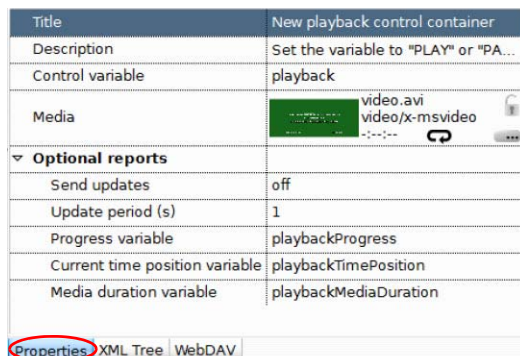 Title New playback control container
Description Set the variable to "PLAY" or "PA...
Control variable playback
Media video.avi
video/x-msvideo
-:--:--
▿ Optional reports
Send updates off
Update period (s) 1
Progress variable playbackProgress
Current time position variable playbackTimePosition
Media duration variable playbackMediaDuration
Properties XML Tree WebDAV